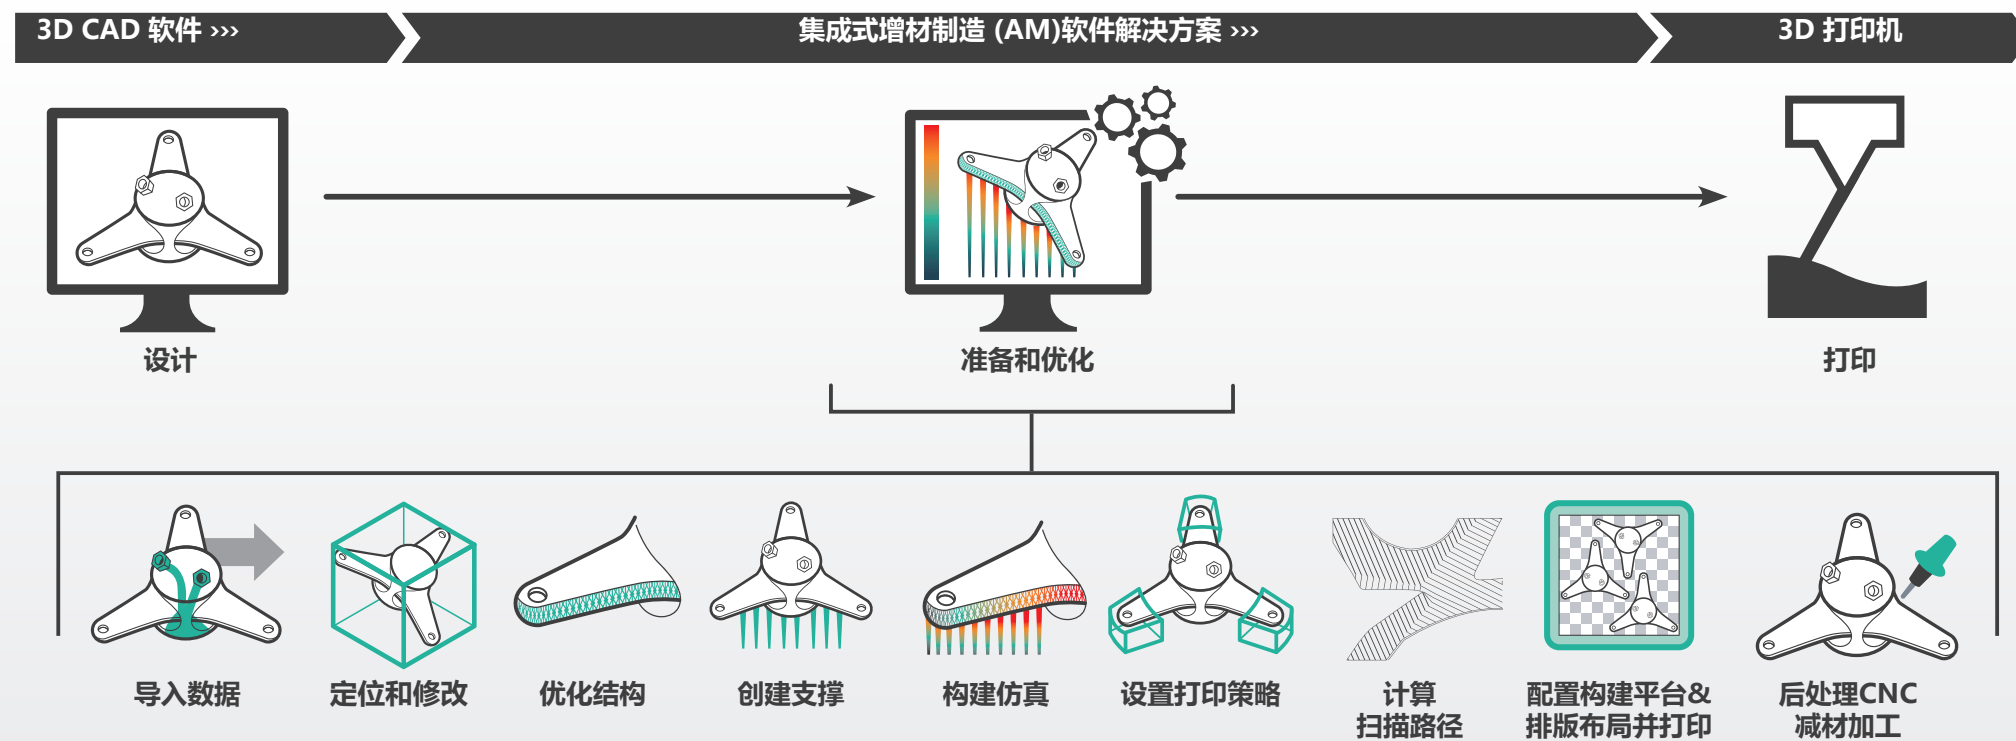 3D CAD 软件 ›››
集成式增材制造 (AM)软件解决方案 ›››
3D 打印机
设计
准备和优化
打印
导入数据
定位和修改
优化结构
创建支撑
构建仿真
设置打印策略
计算
扫描路径
配置构建平台&
排版布局并打印
后处理CNC
减材加工